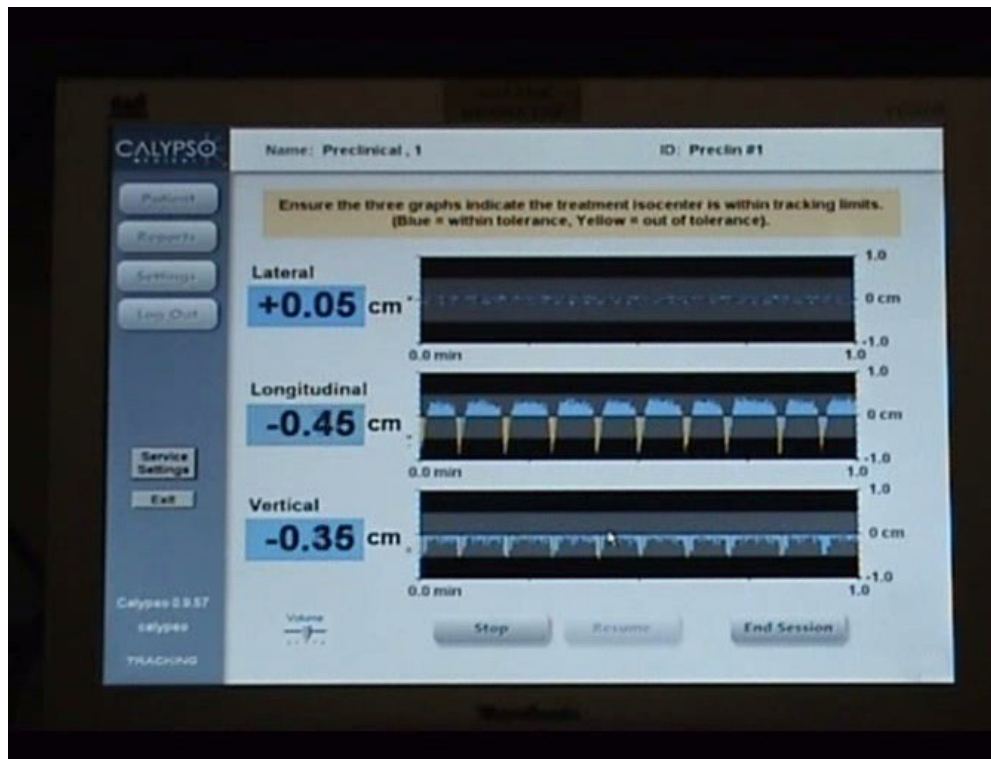 CALYPSO
MEDICAL
Name: Preclinical , 1
ID: Preclin #1
Patient
Reports
Settings
Log Out
Service
Settings
Exit
Calypso 0.9.57
calypso
TRACKING
Ensure the three graphs indicate the treatment isocenter is within tracking limits.
(Blue = within tolerance, Yellow = out of tolerance).
Lateral
+0.05 cm
1.0
0 cm
-1.0
0.0 min
1.0
Longitudinal
-0.45 cm
1.0
0 cm
-1.0
0.0 min
1.0
Vertical
-0.35 cm
1.0
0 cm
-1.0
0.0 min
1.0
Volume
Stop
Resume
End Session